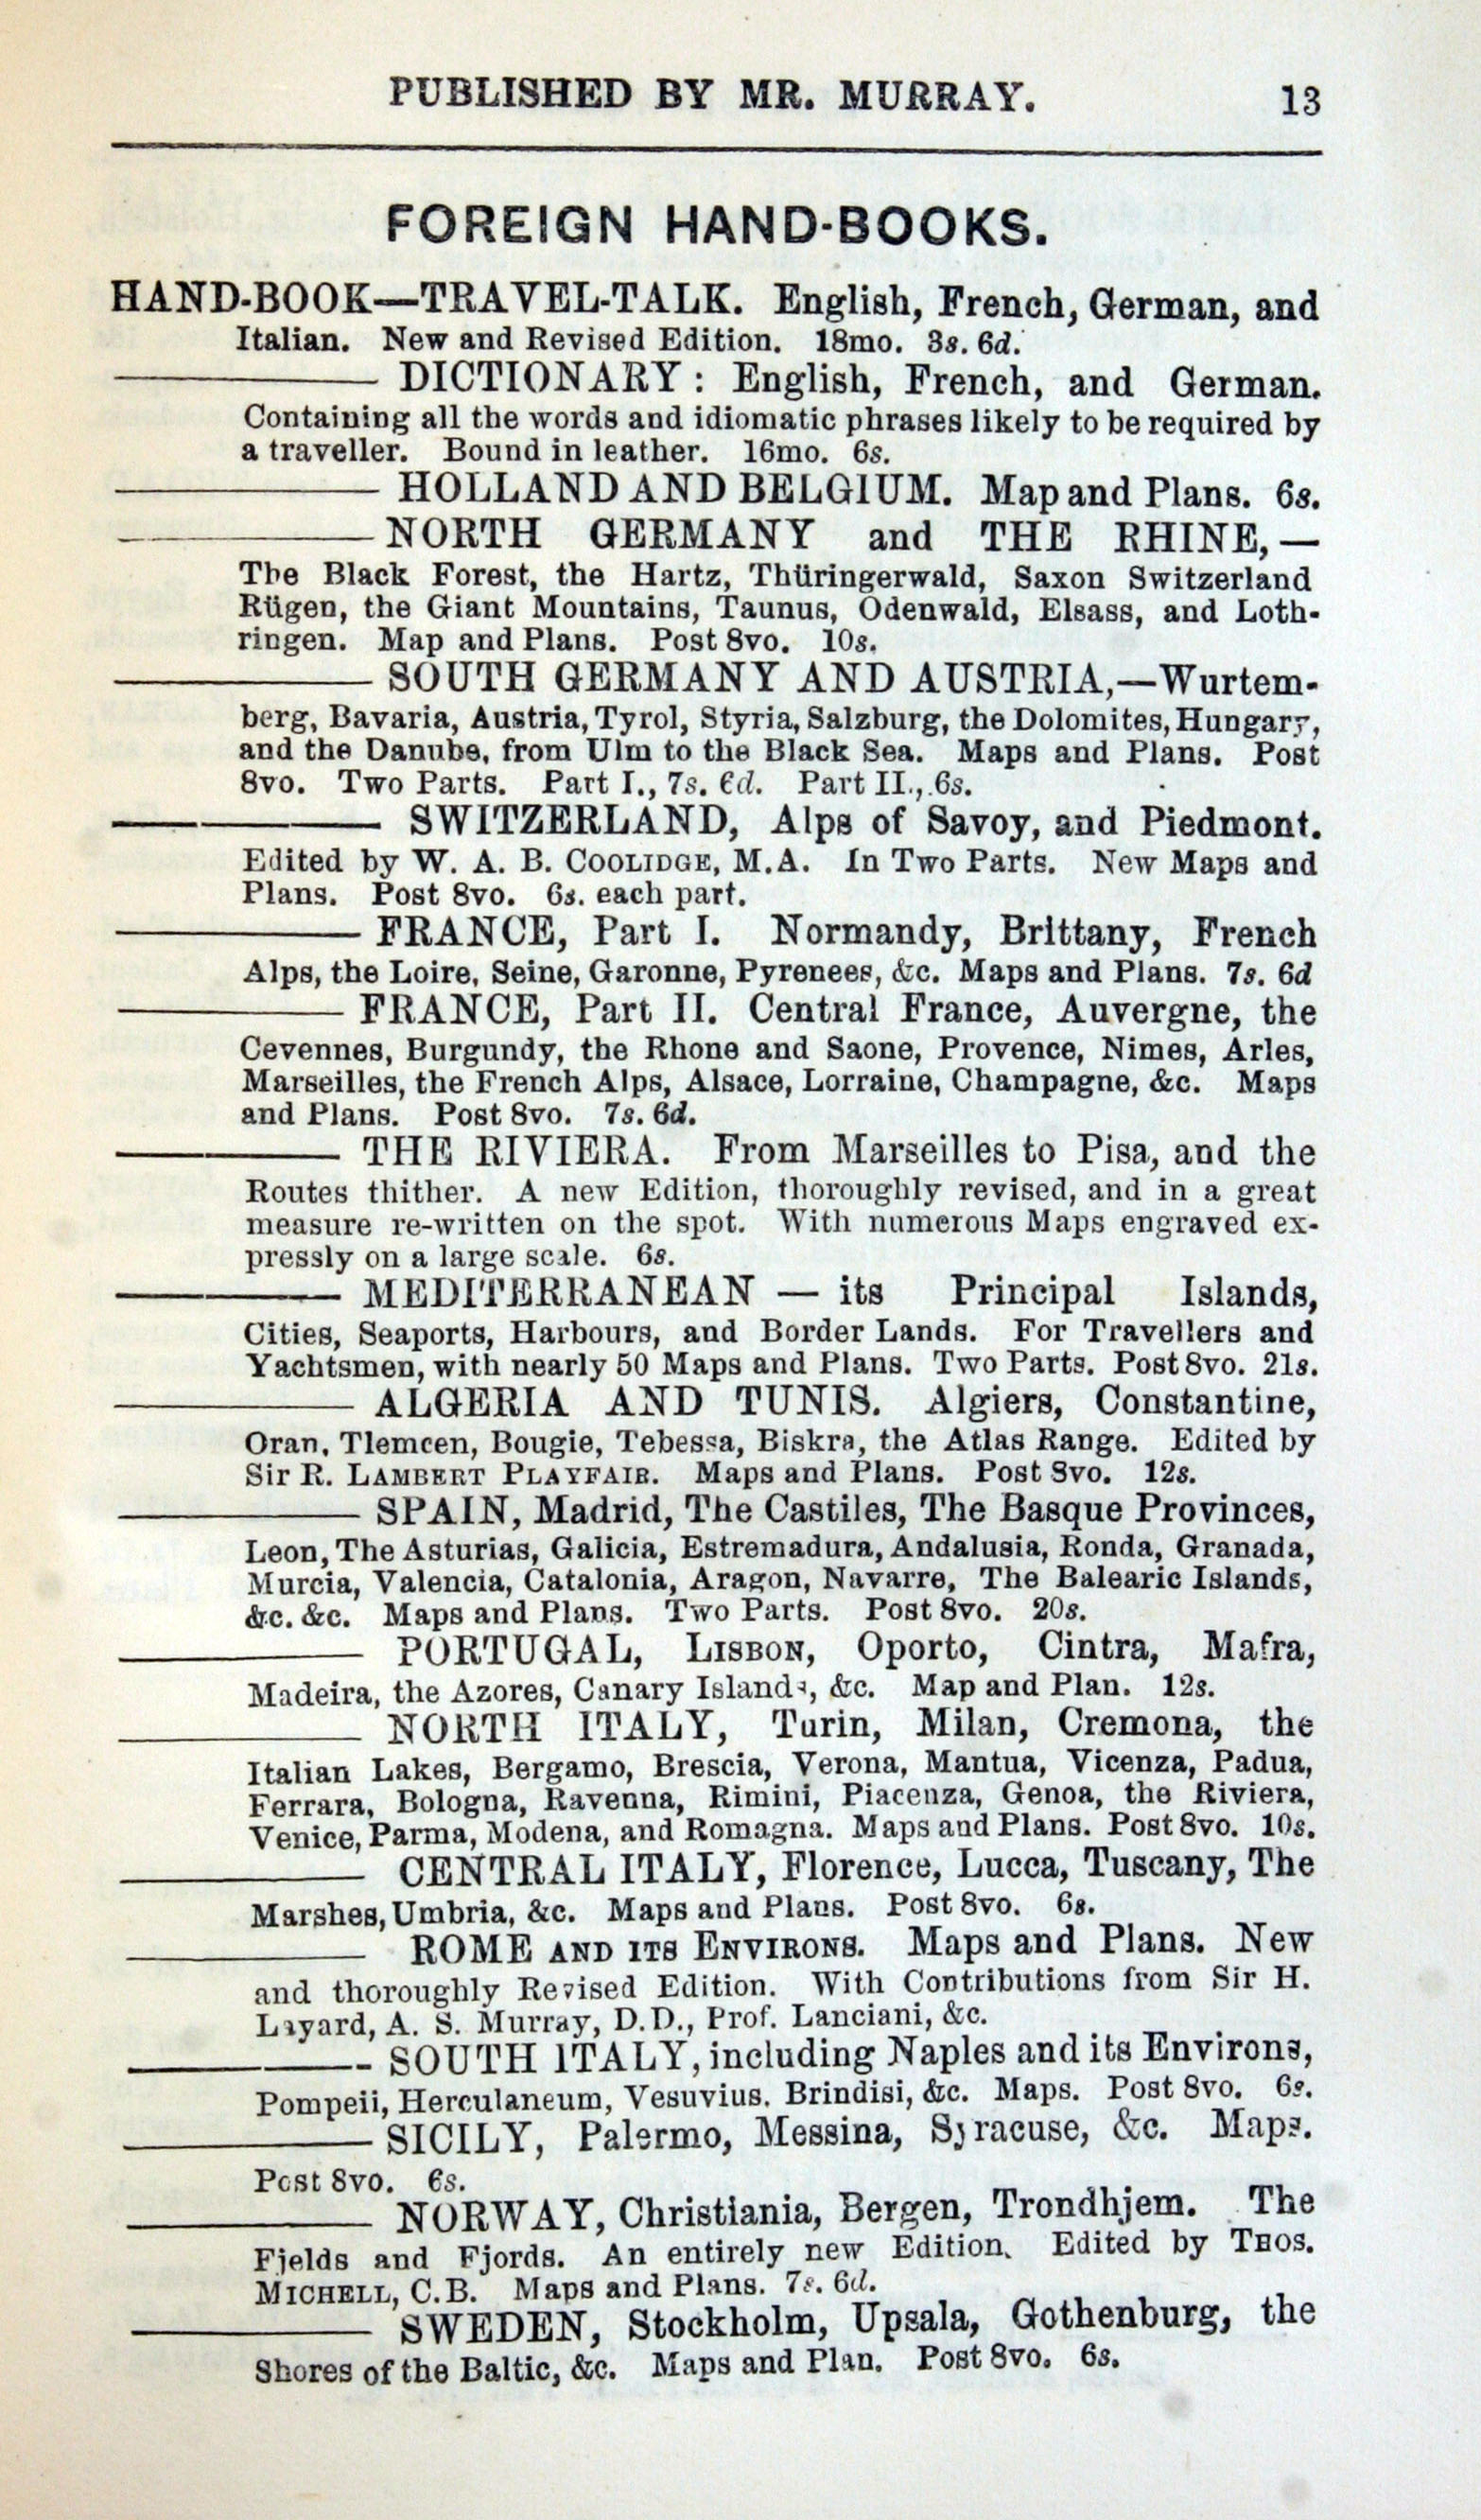 PUBLISHED BY MR. MURRAY. 13
FOREIGN HAND-BOOKS.
HAND-BOOK—TRAVEL-TALK. English, French, German, and
Italian. New and Revised Edition. 18mo. 3s. 6d.
——— DICTIONARY: English, French, and German.
Containing all the words and idiomatic phrases likely to be required by
a traveller. Bound in leather. 16mo. 6s.
——— HOLLAND AND BELGIUM. Map and Plans. 6s.
——— NORTH GERMANY and THE RHINE,—
The Black Forest, the Hartz, Thüringerwald, Saxon Switzerland
Rügen, the Giant Mountains, Taunus, Odenwald, Elsass, and Loth-
ringen. Map and Plans. Post 8vo. 10s.
——— SOUTH GERMANY AND AUSTRIA,—Wurtem-
berg, Bavaria, Austria, Tyrol, Styria, Salzburg, the Dolomites, Hungary,
and the Danube, from Ulm to the Black Sea. Maps and Plans. Post
8vo. Two Parts. Part I., 7s. 6d. Part II., 6s.
——— SWITZERLAND, Alps of Savoy, and Piedmont.
Edited by W. A. B. COOLIDGE, M.A. In Two Parts. New Maps and
Plans. Post 8vo. 6s. each part.
——— FRANCE, Part I. Normandy, Brittany, French
Alps, the Loire, Seine, Garonne, Pyrenees, &c. Maps and Plans. 7s. 6d
——— FRANCE, Part II. Central France, Auvergne, the
Cevennes, Burgundy, the Rhone and Saone, Provence, Nimes, Arles,
Marseilles, the French Alps, Alsace, Lorraine, Champagne, &c. Maps
and Plans. Post 8vo. 7s. 6d.
——— THE RIVIERA. From Marseilles to Pisa, and the
Routes thither. A new Edition, thoroughly revised, and in a great
measure re-written on the spot. With numerous Maps engraved ex-
pressly on a large scale. 6s.
——— MEDITERRANEAN — its Principal Islands,
Cities, Seaports, Harbours, and Border Lands. For Travellers and
Yachtsmen, with nearly 50 Maps and Plans. Two Parts. Post 8vo. 21s.
——— ALGERIA AND TUNIS. Algiers, Constantine,
Oran, Tlemcen, Bougie, Tebessa, Biskra, the Atlas Range. Edited by
Sir R. LAMBERT PLAYFAIR. Maps and Plans. Post 8vo. 12s.
——— SPAIN, Madrid, The Castiles, The Basque Provinces,
Leon, The Asturias, Galicia, Estremadura, Andalusia, Ronda, Granada,
Murcia, Valencia, Catalonia, Aragon, Navarre, The Balearic Islands,
&c. &c. Maps and Plans. Two Parts. Post 8vo. 20s.
——— PORTUGAL, LISBON, Oporto, Cintra, Mafra,
Madeira, the Azores, Canary Islands, &c. Map and Plan. 12s.
——— NORTH ITALY, Turin, Milan, Cremona, the
Italian Lakes, Bergamo, Brescia, Verona, Mantua, Vicenza, Padua,
Ferrara, Bologna, Ravenna, Rimini, Piacenza, Genoa, the Riviera,
Venice, Parma, Modena, and Romagna. Maps and Plans. Post 8vo. 10s.
——— CENTRAL ITALY, Florence, Lucca, Tuscany, The
Marshes, Umbria, &c. Maps and Plans. Post 8vo. 6s.
——— ROME AND ITS ENVIRONS. Maps and Plans. New
and thoroughly Revised Edition. With Contributions from Sir H.
Layard, A. S. Murray, D.D., Prof. Lanciani, &c.
——— SOUTH ITALY, including Naples and its Environs,
Pompeii, Herculaneum, Vesuvius. Brindisi, &c. Maps. Post 8vo. 6s.
——— SICILY, Palermo, Messina, Syracuse, &c. Maps.
Post 8vo. 6s.
——— NORWAY, Christiania, Bergen, Trondhjem. The
Fjelds and Fjords. An entirely new Edition. Edited by THOS.
MICHELL, C.B. Maps and Plans. 7s. 6d.
——— SWEDEN, Stockholm, Upsala, Gothenburg, the
Shores of the Baltic, &c. Maps and Plan. Post 8vo. 6s.